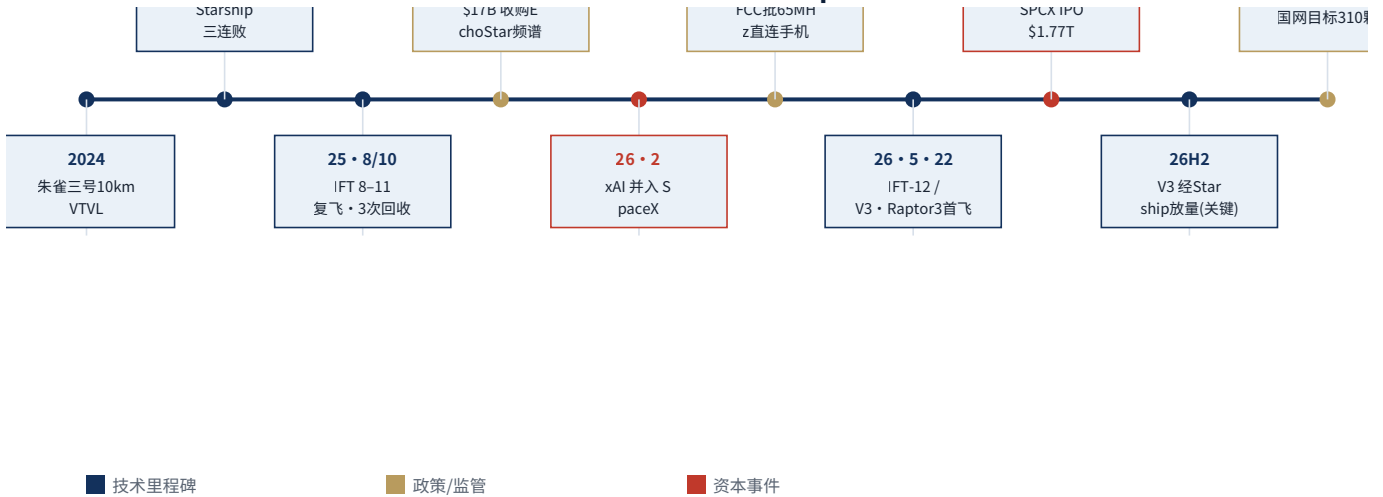 Starship
三连败
$17B 收购E
choStar频谱
FCC批65MH
z直连手机
SPCX IPO
$1.77T
国网目标310
2024
朱雀三号10km
VTVL
25·8/10
IFT 8–11
复飞·3次回收
26·2
xAI 并入 S
paceX
26·5·22
IFT-12 /
V3·Raptor3首飞
26H2
V3 经Star
ship放量(关键)
技术里程碑
政策/监管
资本事件